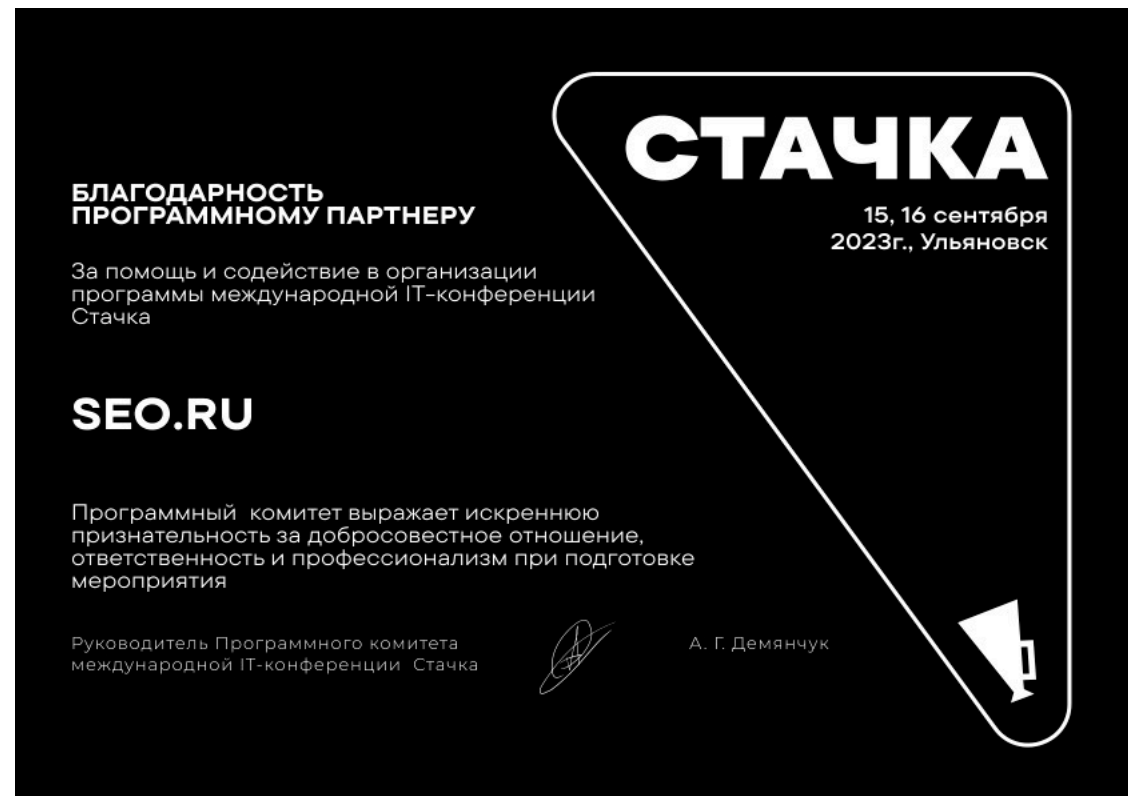 СТАЧКА
15, 16 сентября
2023г., Ульяновск
БЛАГОДАРНОСТЬ
ПРОГРАММНОМУ ПАРТНЕРУ
За помощь и содействие в организации
программы международной IT-конференции
Стачка
SEO.RU
Программный комитет выражает искреннюю
признательность за добросовестное отношение,
ответственность и профессионализм при подготовке
мероприятия
Руководитель Программного комитета
международной IT-конференции Стачка
А. Г. Демянчук